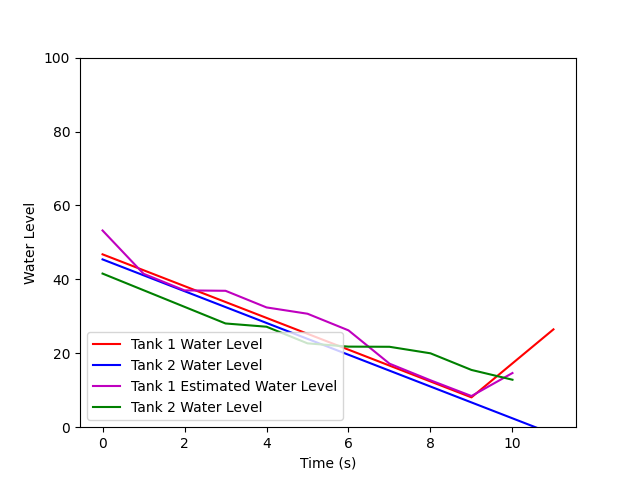 100
80
60
40
20
0
Water Level
Tank 1 Water Level
Tank 2 Water Level
Tank 1 Estimated Water Level
Tank 2 Water Level
0 2 4 6 8 10
Time (s)